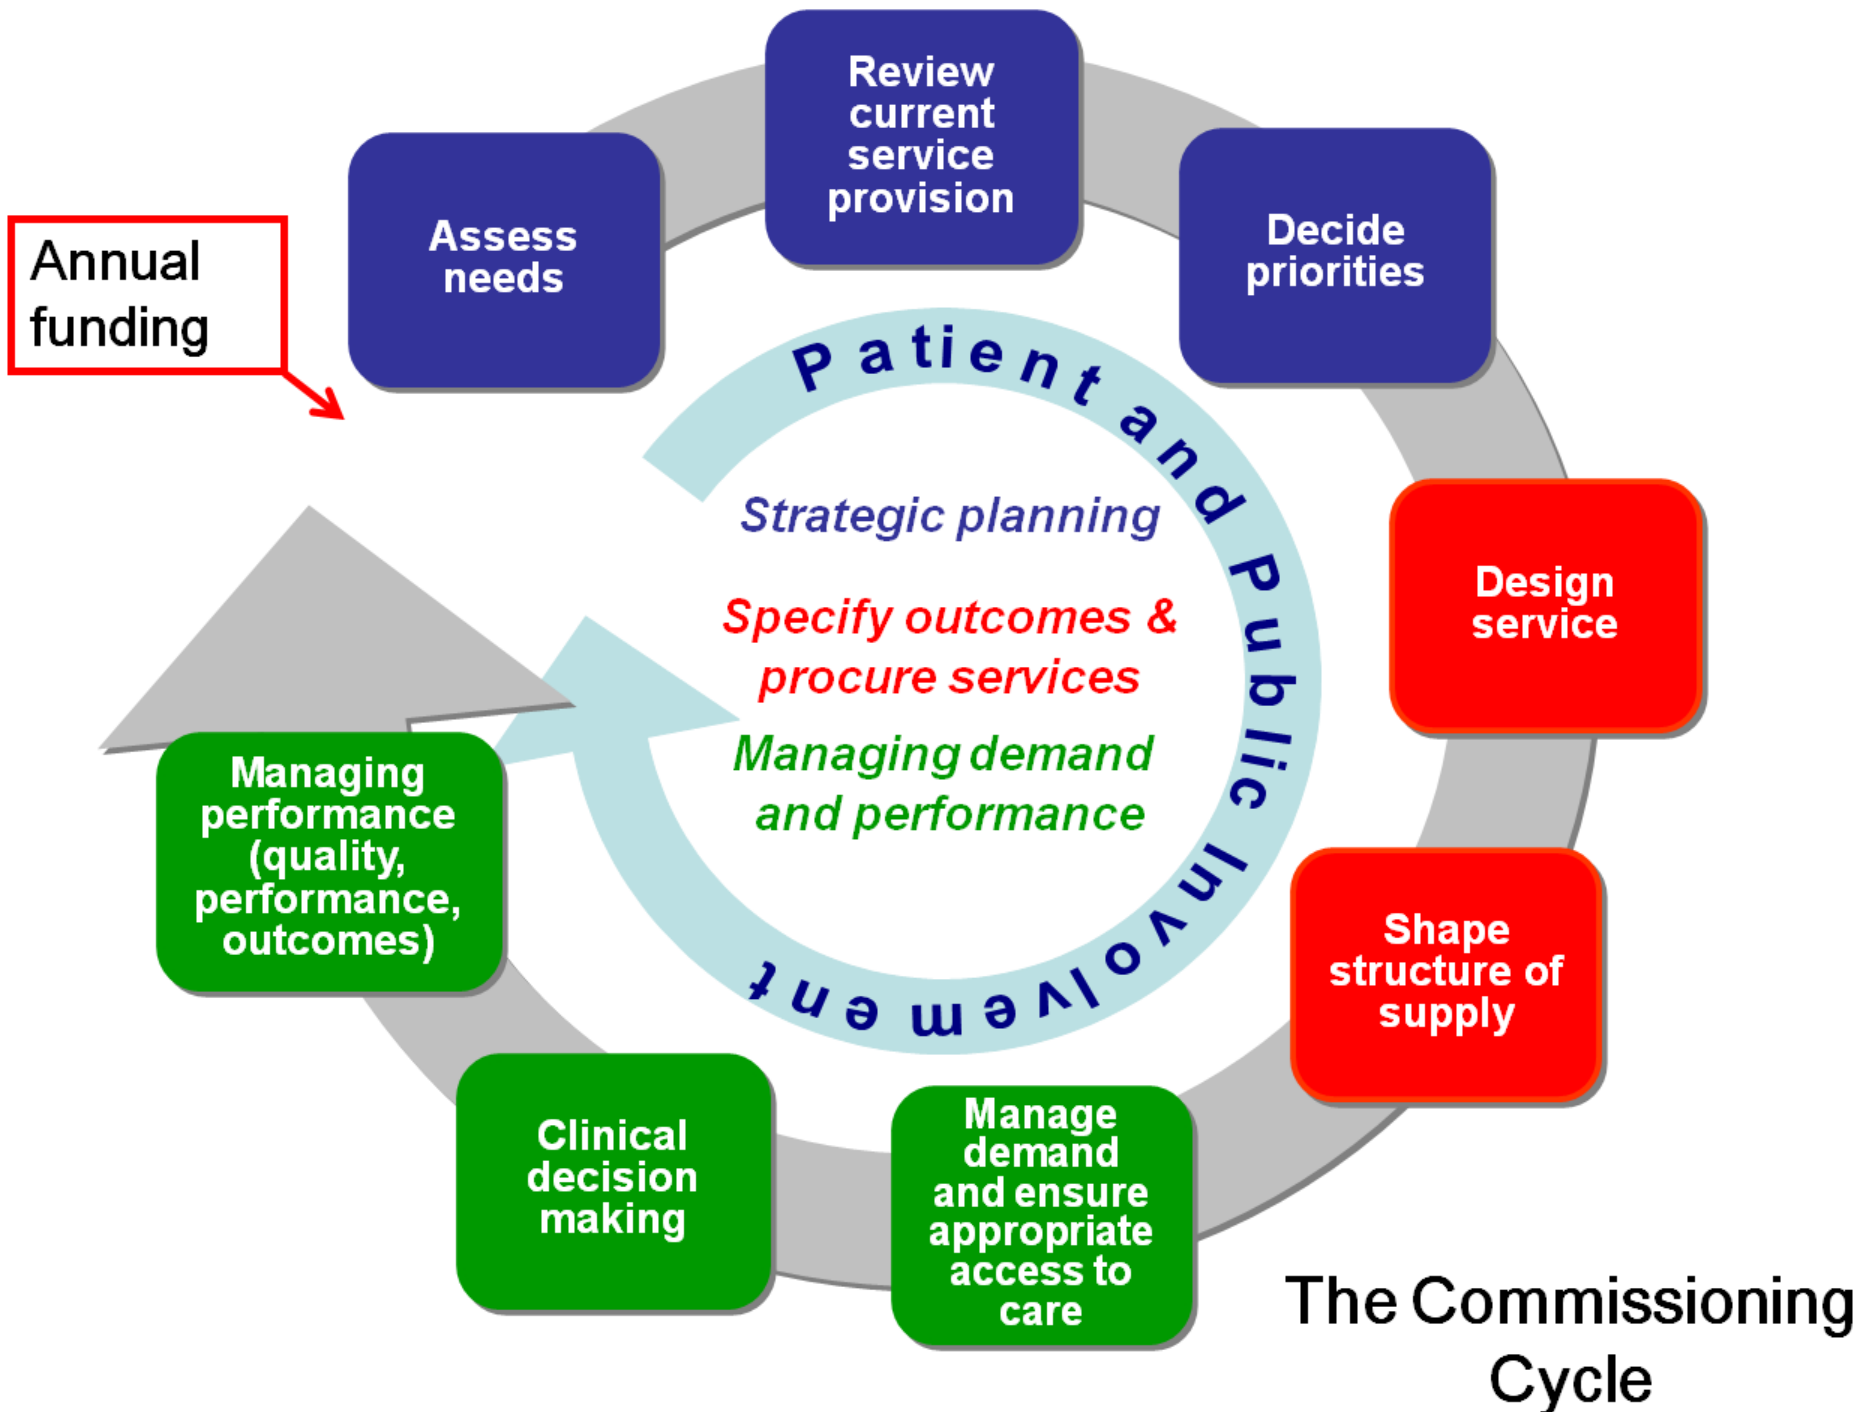 Review
current
service
provision
Assess
needs
Decide
priorities
Annual
funding
Patient and Public Involvement
Strategic planning
Specify outcomes &
procure services
Managing demand
and performance
Design
service
Shape
structure of
supply
Manage
demand
and ensure
appropriate
access to
care
Clinical
decision
making
Managing
performance
(quality,
performance,
outcomes)
The Commissioning
Cycle